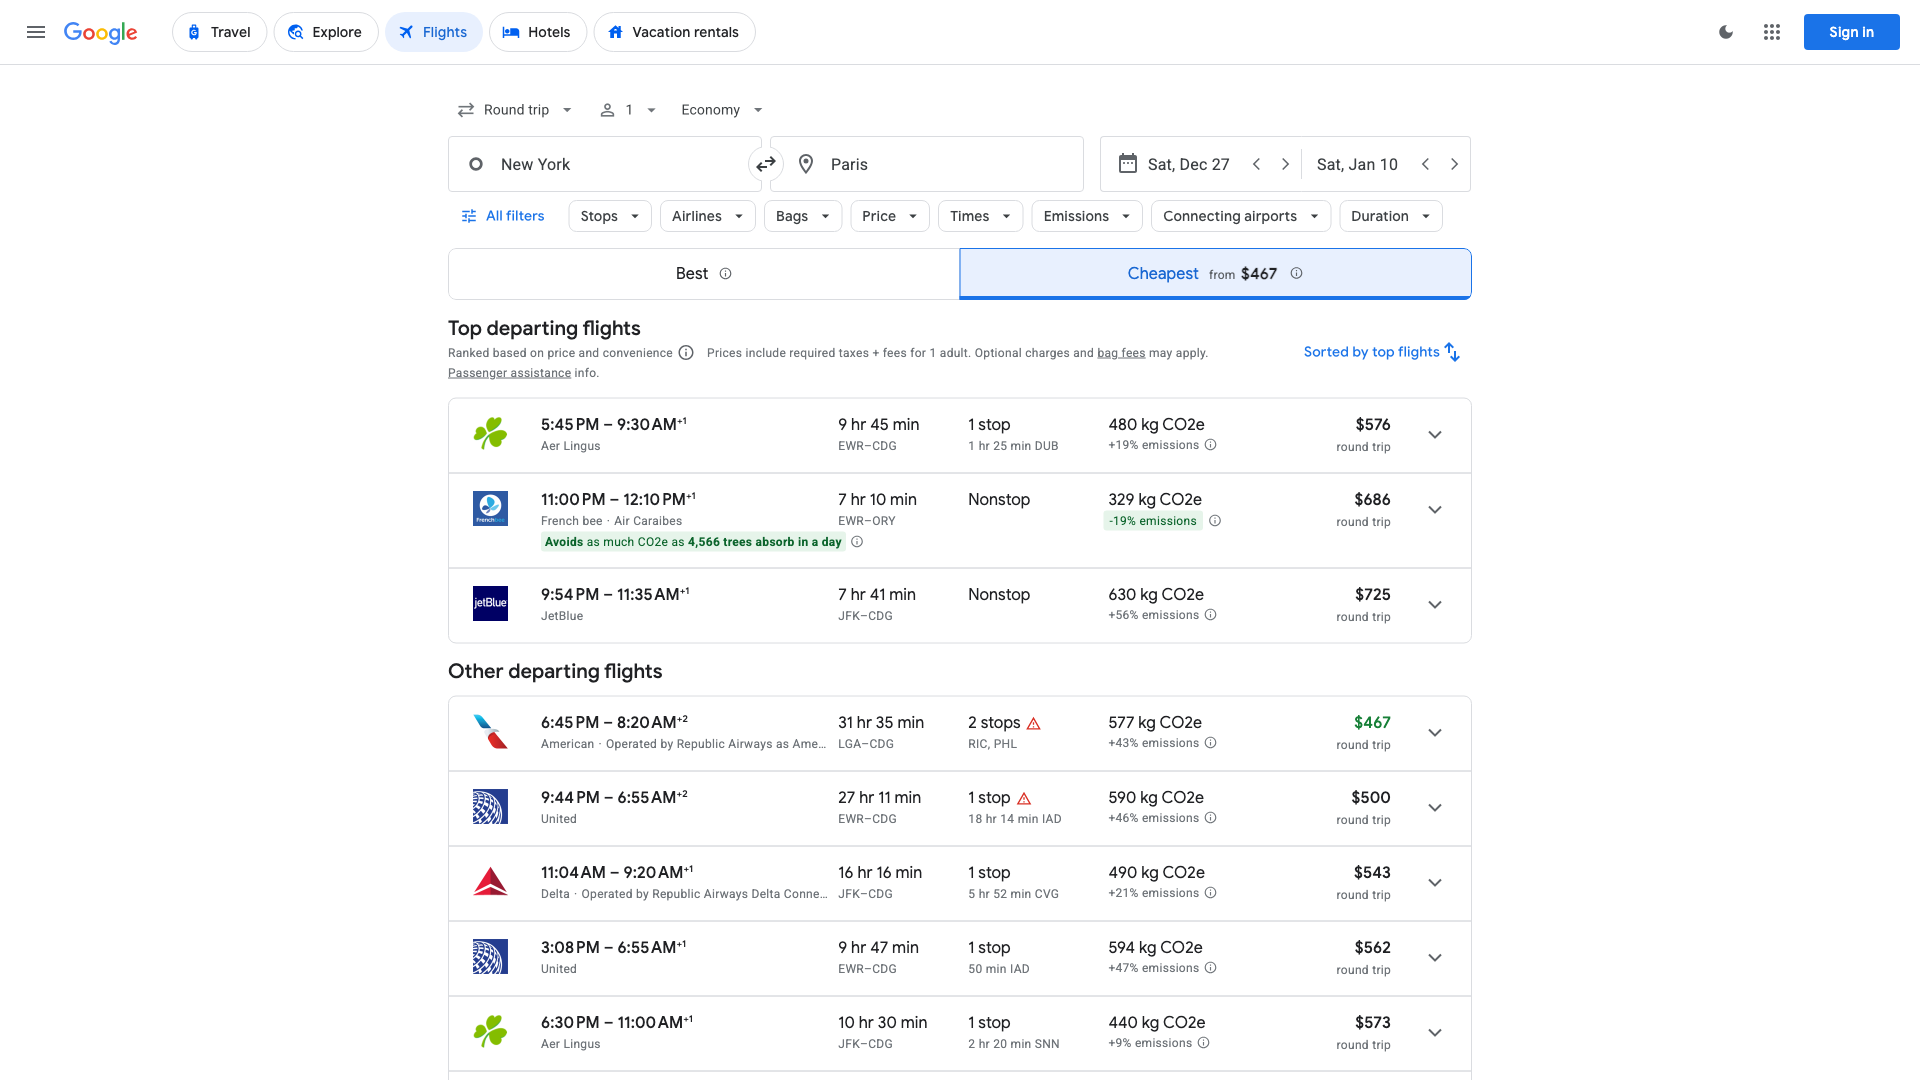 Google
Travel
Explore
Flights
Hotels
Vacation rentals
Sign in
Round trip
1
Economy
New York
Paris
Sat, Dec 27
Sat, Jan 10
All filters
Stops
Airlines
Bags
Price
Times
Emissions
Connecting airports
Duration
Best
Cheapest from $467
Top departing flights
Ranked based on price and convenience
Prices include required taxes + fees for 1 adult. Optional charges and bag fees may apply.
Passenger assistance info.
Sorted by top flights
5:45 PM – 9:30 AM+1
Aer Lingus
9 hr 45 min
EWR–CDG
1 stop
1 hr 25 min DUB
480 kg CO2e
+19% emissions
$576
round trip
11:00 PM – 12:10 PM+1
French bee · Air Caraibes
Avoids as much CO2e as 4,566 trees absorb in a day
7 hr 10 min
EWR–ORY
Nonstop
329 kg CO2e
-19% emissions
$686
round trip
jetBlue
9:54 PM – 11:35 AM+1
JetBlue
7 hr 41 min
JFK–CDG
Nonstop
630 kg CO2e
+56% emissions
$725
round trip
Other departing flights
6:45 PM – 8:20 AM+2
American · Operated by Republic Airways as Ame...
31 hr 35 min
LGA–CDG
2 stops
RIC, PHL
577 kg CO2e
+43% emissions
$467
round trip
9:44 PM – 6:55 AM+2
United
27 hr 11 min
EWR–CDG
1 stop
18 hr 14 min IAD
590 kg CO2e
+46% emissions
$500
round trip
11:04 AM – 9:20 AM+1
Delta · Operated by Republic Airways Delta Conne...
16 hr 16 min
JFK–CDG
1 stop
5 hr 52 min CVG
490 kg CO2e
+21% emissions
$543
round trip
3:08 PM – 6:55 AM+1
United
9 hr 47 min
EWR–CDG
1 stop
50 min IAD
594 kg CO2e
+47% emissions
$562
round trip
6:30 PM – 11:00 AM+1
Aer Lingus
10 hr 30 min
JFK–CDG
1 stop
2 hr 20 min SNN
440 kg CO2e
+9% emissions
$573
round trip